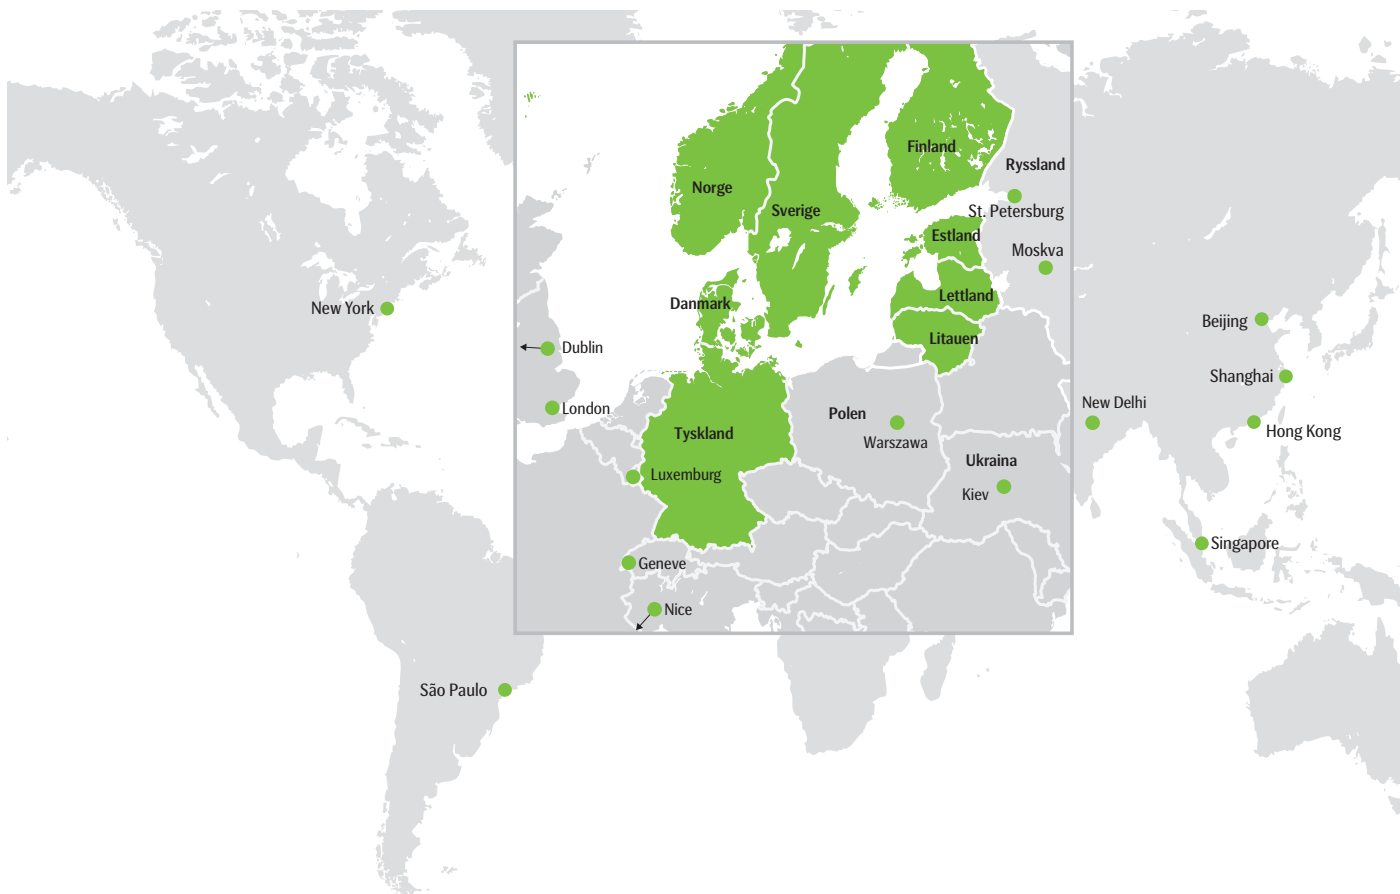 Finland
Ryssland
Norge
St. Petersburg
Sverige
Estland
Moskva
Lettland
Danmark
New York
Beijing
Litauen
Dublin
Shanghai
New Delhi
London
Polen
Hong Kong
Tyskland
Warszawa
Ukraina
Luxemburg
Kiev
Singapore
Geneve
Nice
São Paulo